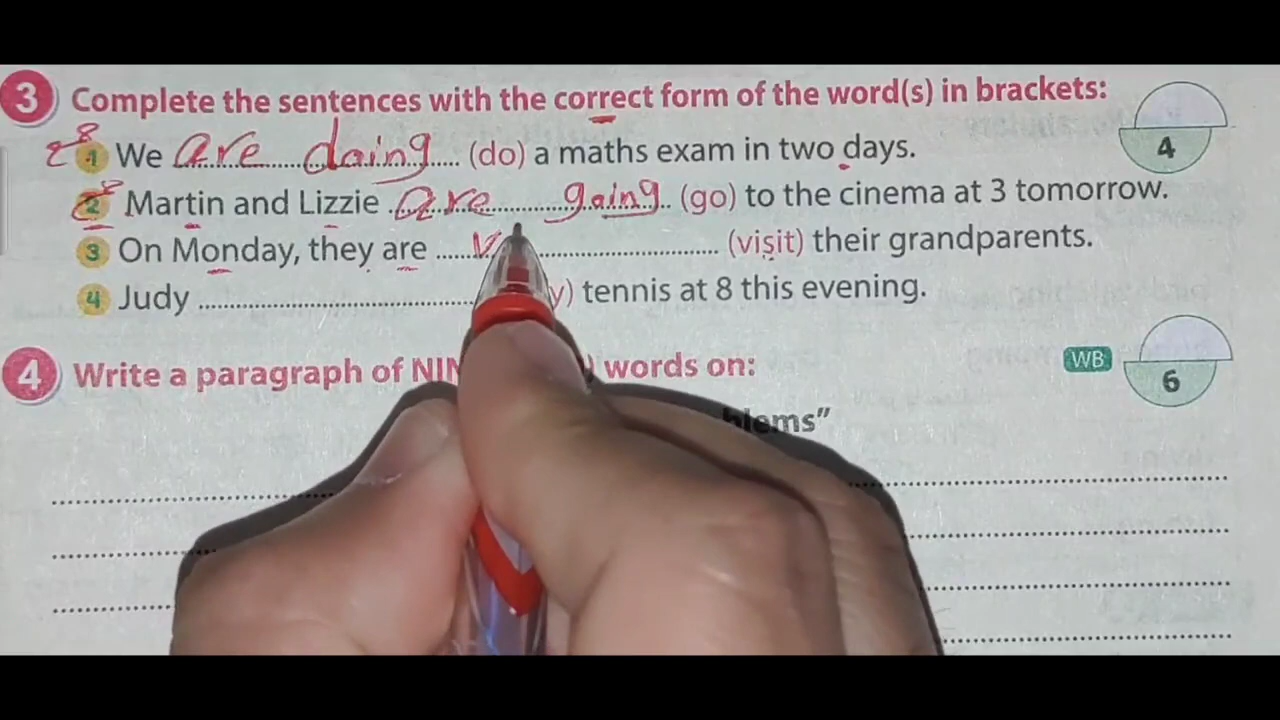 3 Complete the sentences with the correct form of the word(s) in brackets:
1 We are doing (do) a maths exam in two days.
4
2 Martin and Lizzie are going (go) to the cinema at 3 tomorrow.
3 On Monday, they are v (visit) their grandparents.
4 Judy y) tennis at 8 this evening.
4 Write a paragraph of NIN words on:
WB
6
blems"